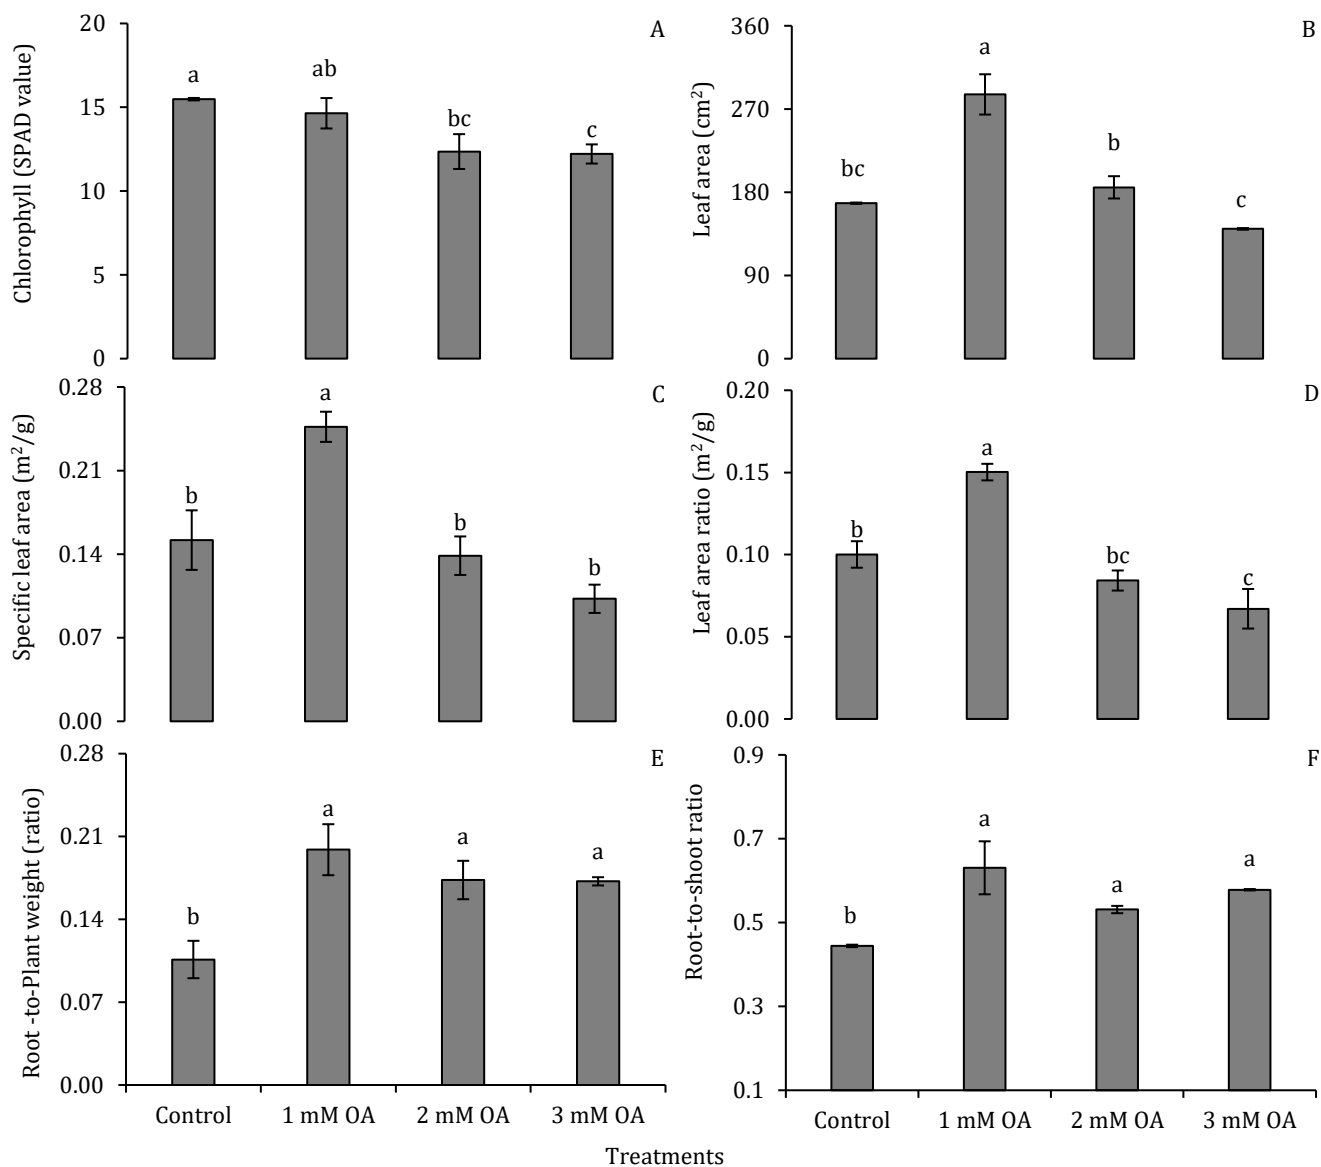 A
Chlorophyll (SPAD value)
20
15
10
5
0
a
ab
bc
c
B
Leaf area (cm²)
360
270
180
90
0
bc
a
b
c
C
Specific leaf area (m²/g)
0.28
0.21
0.14
0.07
0.00
b
a
b
b
D
Leaf area ratio (m²/g)
0.20
0.15
0.10
0.05
0.00
b
a
bc
c
E
Root -to-Plant weight (ratio)
0.28
0.21
0.14
0.07
0.00
b
a
a
a
Control
1 mM OA
2 mM OA
3 mM OA
F
Root-to-shoot ratio
0.9
0.7
0.5
0.3
0.1
b
a
a
a
Control
1 mM OA
2 mM OA
3 mM OA
Treatments